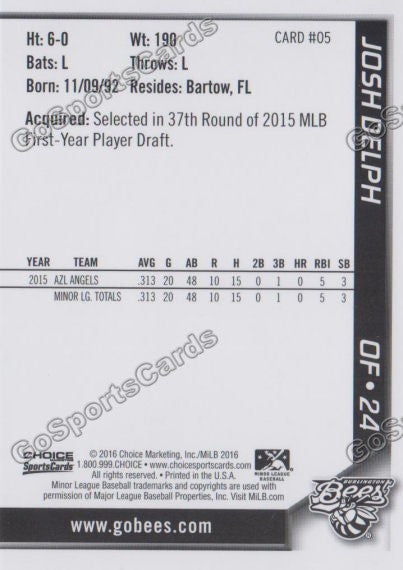 Ht: 6-0 Wt: 190 CARD #05
Bats: L Throws: L
Born: 11/09/92 Resides: Bartow, FL
Acquired: Selected in 37th Round of 2015 MLB
First-Year Player Draft.
JOSH DELPH
OF • 24
YEAR TEAM AVG G AB R H 2B 3B HR RBI SB
2015 AZL ANGELS .313 20 48 10 15 0 1 0 5 3
MINOR LG. TOTALS .313 20 48 10 15 0 1 0 5 3
CHOICE
SportsCards
© 2016 Choice Marketing, Inc./MiLB 2016
1.800.999.CHOICE • www.choicesportscards.com
All rights reserved. • Printed in USA
Minor League Baseball trademarks and copyrights are used with
permission of Major League Baseball Properties, Inc. Visit MiLB.com
MINOR LEAGUE
BASEBALL
BURLINGTON
Bees
www.gobees.com
GoSportsCards
GoSportsCards
GoSportsCards
GoSportsCards